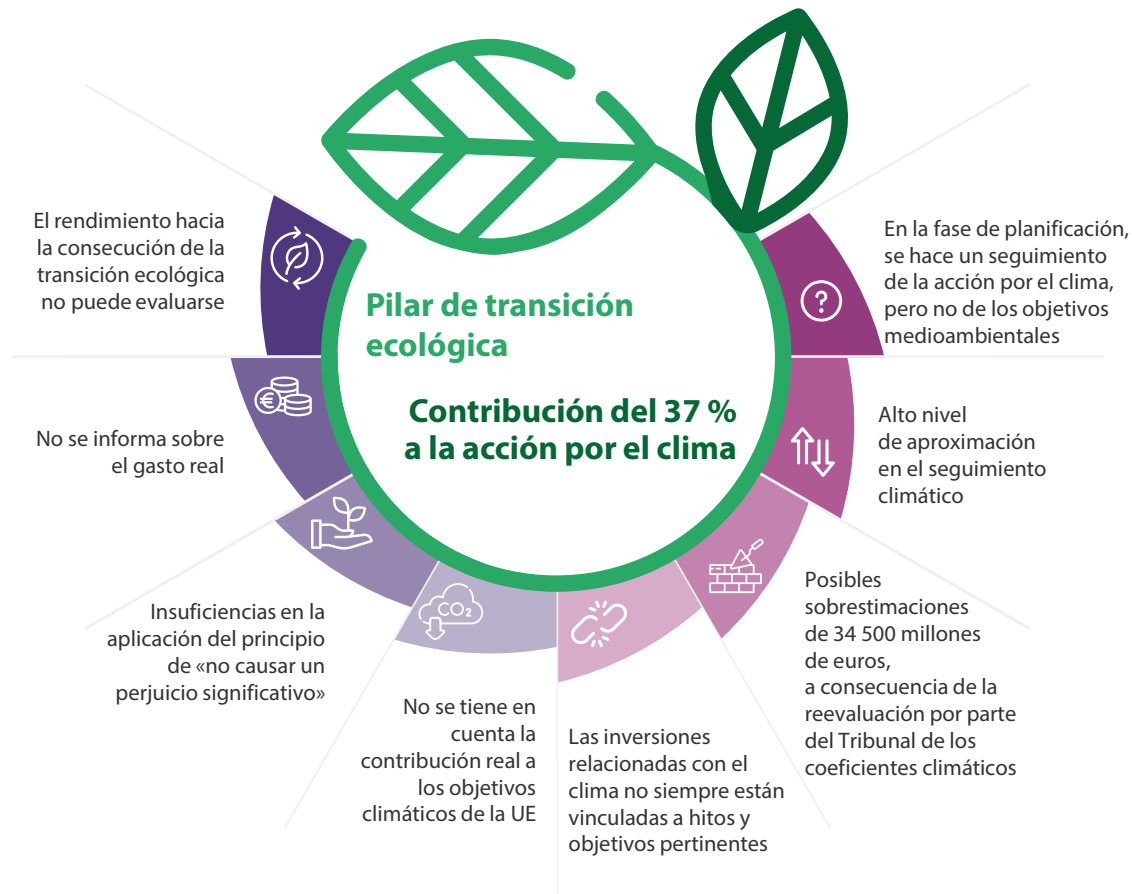 Pilar de transición
ecológica
Contribución del 37 %
a la acción por el clima
En la fase de planificación,
se hace un seguimiento
de la acción por el clima,
pero no de los objetivos
medioambientales
?
Alto nivel
de aproximación
en el seguimiento
climático
Posibles
sobrestimaciones
de 34 500 millones
de euros,
a consecuencia de la
reevaluación por parte
del Tribunal de los
coeficientes climáticos
Las inversiones
relacionadas con el
clima no siempre están
vinculadas a hitos y
objetivos pertinentes
CO₂
No se tiene en
cuenta la
contribución real a
los objetivos
climáticos de la UE
Insuficiencias en la
aplicación del principio
de «no causar un
perjuicio significativo»
€
No se informa sobre
el gasto real
El rendimiento hacia
la consecución de la
transición ecológica
no puede evaluarse